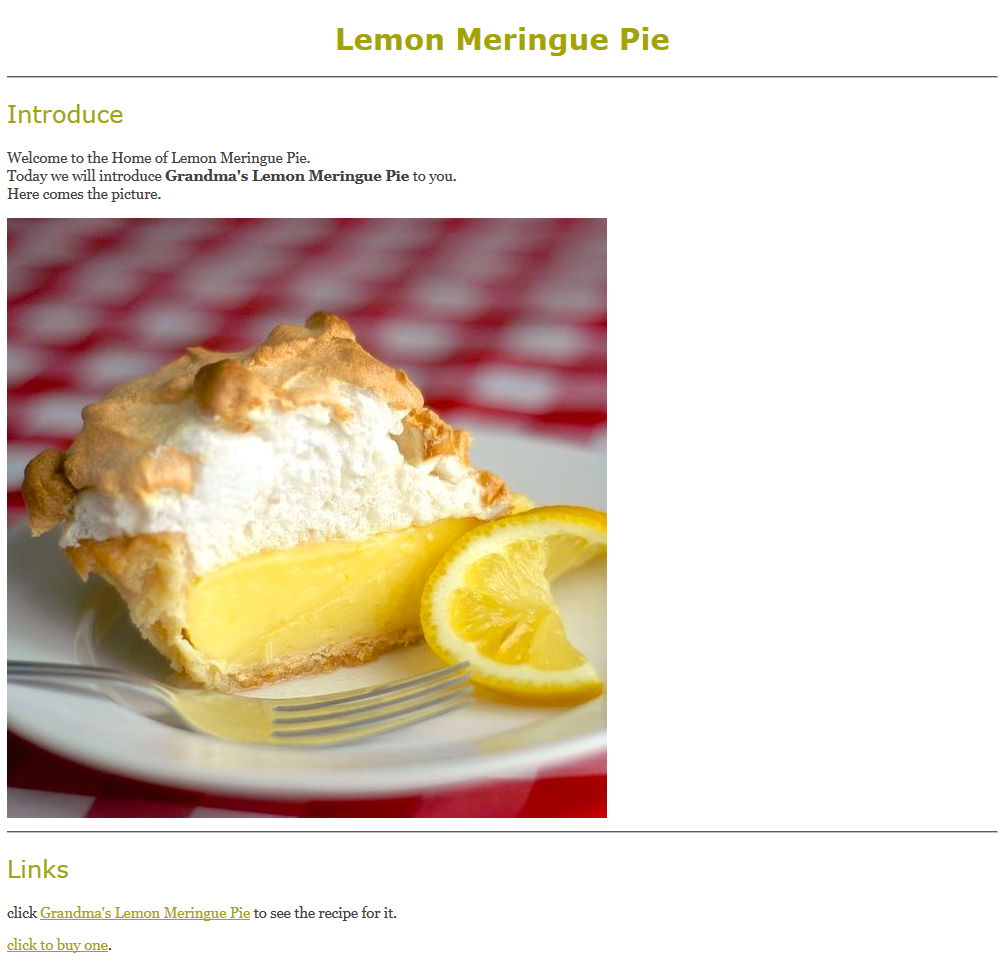 Lemon Meringue Pie
Introduce
Welcome to the Home of Lemon Meringue Pie.
Today we will introduce Grandma's Lemon Meringue Pie to you.
Here comes the picture.
Links
click Grandma's Lemon Meringue Pie to see the recipe for it.
click to buy one.